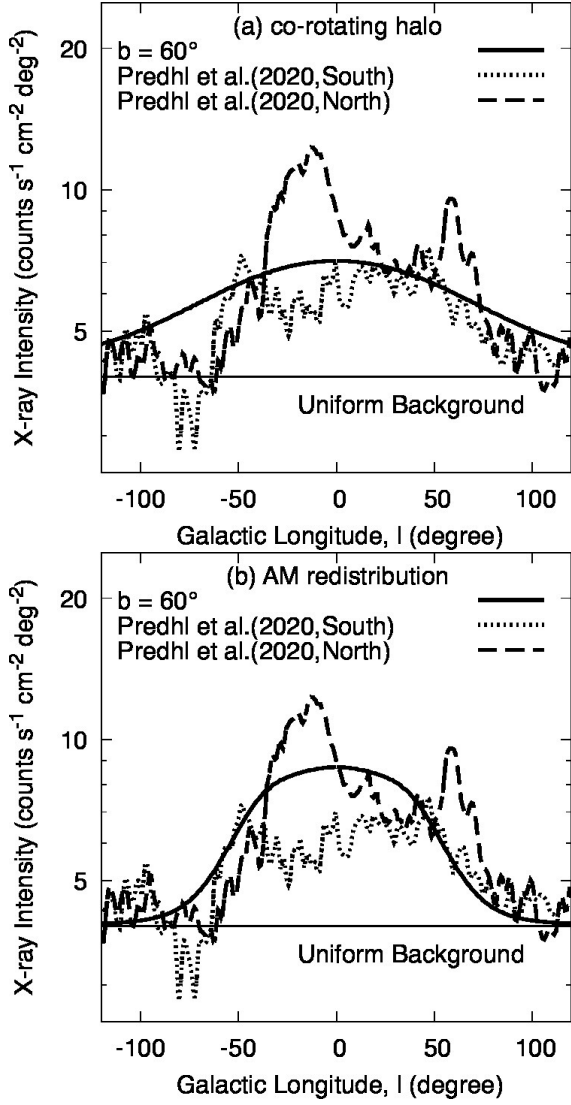 (a) co-rotating halo
b = 60°
Predhl et al.(2020,South)
Predhl et al.(2020,North)
20
10
5
X-ray Intensity (counts s⁻¹ cm⁻² deg⁻²)
Uniform Background
-100 -50 0 50 100
Galactic Longitude, l (degree)
(b) AM redistribution
b = 60°
Predhl et al.(2020,South)
Predhl et al.(2020,North)
20
10
5
X-ray Intensity (counts s⁻¹ cm⁻² deg⁻²)
Uniform Background
-100 -50 0 50 100
Galactic Longitude, l (degree)